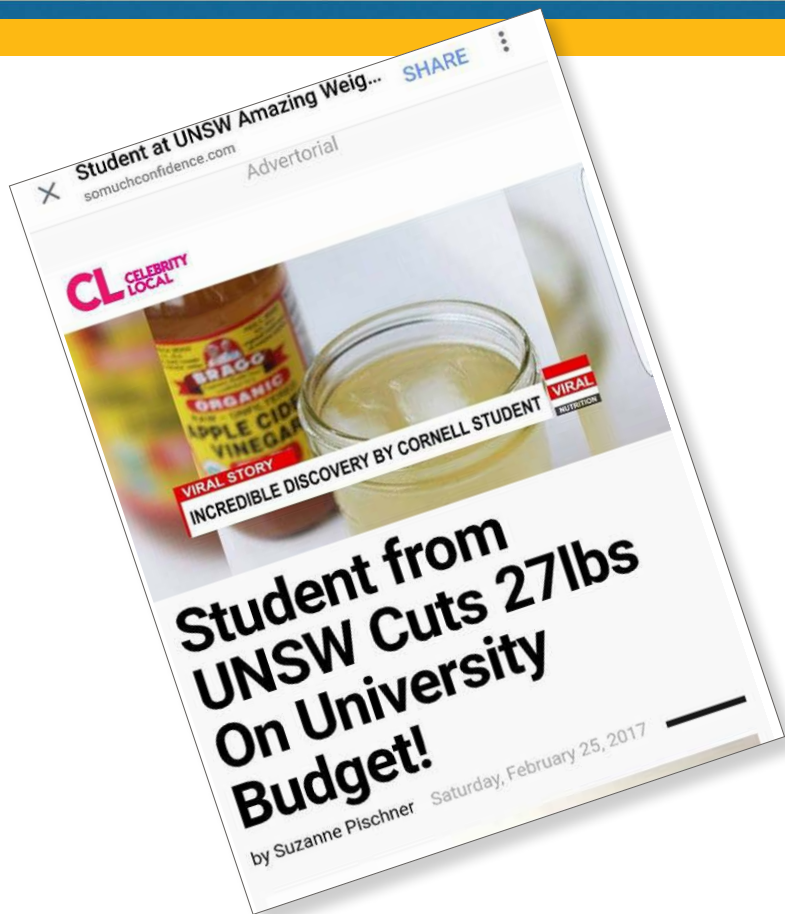 Student at UNSW Amazing Weig...
SHARE
somuchconfidence.com
Advertorial
CL CELEBRITY
LOCAL
BRAGG
ORGANIC
APPLE CIDER
VINEGAR
VIRAL STORY
INCREDIBLE DISCOVERY BY CORNELL STUDENT
VIRAL
NUTRITION
Student from
UNSW Cuts 27lbs
On University
Budget!
by Suzanne Pischner Saturday, February 25, 2017